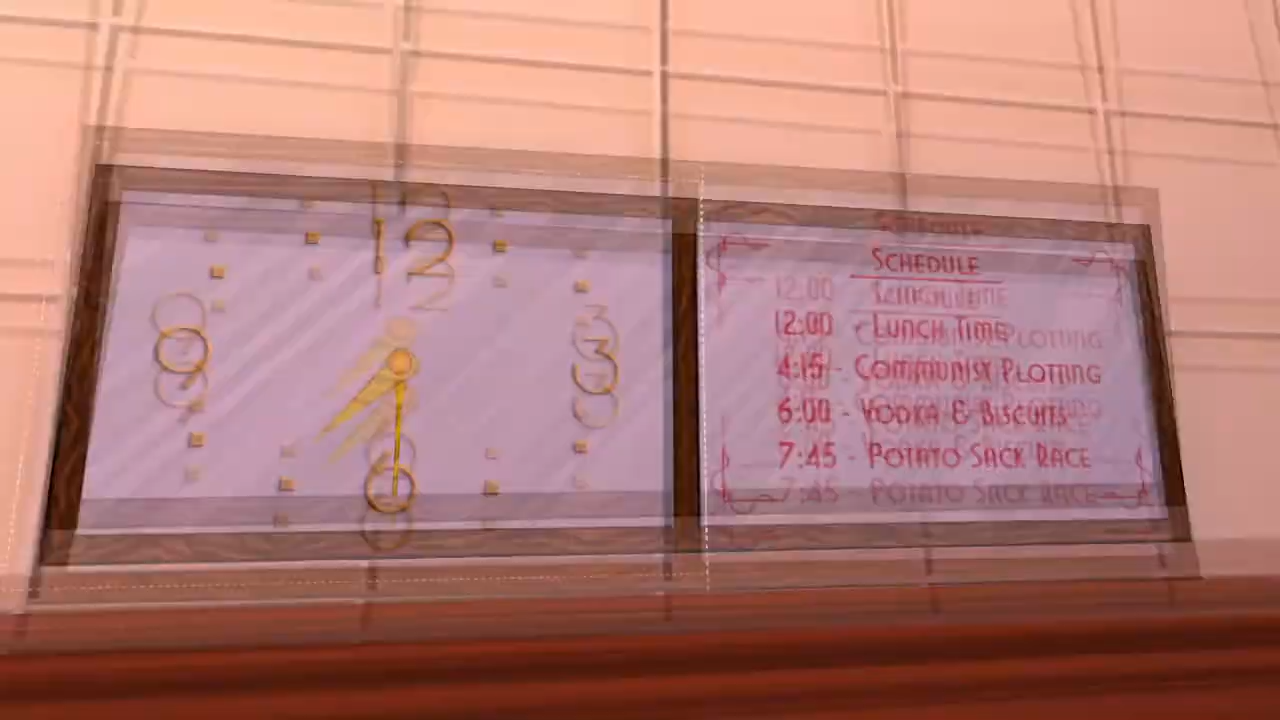 12
9
3
6
SCHEDULE
12:00 - LUNCH TIME
4:15 - COMMUNISM PLOTTING
6:00 - VODKA & BISCUITS
7:45 - POTATO SACK RACE